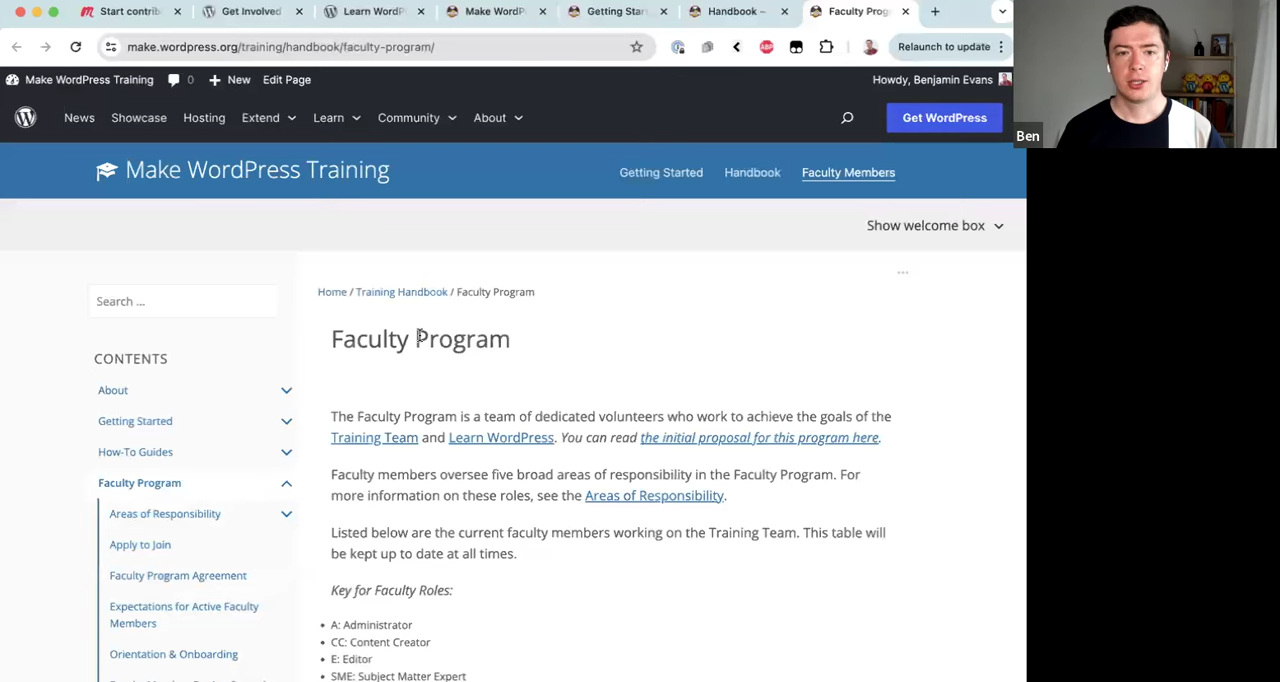 Start contrib
Get Involved
Learn WordP
Make WordP
Getting Star
Handbook –
Faculty Prog
make.wordpress.org/training/handbook/faculty-program/
ABP
Relaunch to update
Make WordPress Training
0
New
Edit Page
Howdy, Benjamin Evans
News
Showcase
Hosting
Extend
Learn
Community
About
Get WordPress
Ben
Make WordPress Training
Getting Started
Handbook
Faculty Members
Show welcome box
Search ...
Home / Training Handbook / Faculty Program
Faculty Program
CONTENTS
About
Getting Started
How-To Guides
Faculty Program
Areas of Responsibility
Apply to Join
Faculty Program Agreement
Expectations for Active Faculty
Members
Orientation & Onboarding
The Faculty Program is a team of dedicated volunteers who work to achieve the goals of the
Training Team and Learn WordPress. You can read the initial proposal for this program here.
Faculty members oversee five broad areas of responsibility in the Faculty Program. For
more information on these roles, see the Areas of Responsibility.
Listed below are the current faculty members working on the Training Team. This table will
be kept up to date at all times.
Key for Faculty Roles:
A: Administrator
CC: Content Creator
E: Editor
SME: Subject Matter Expert